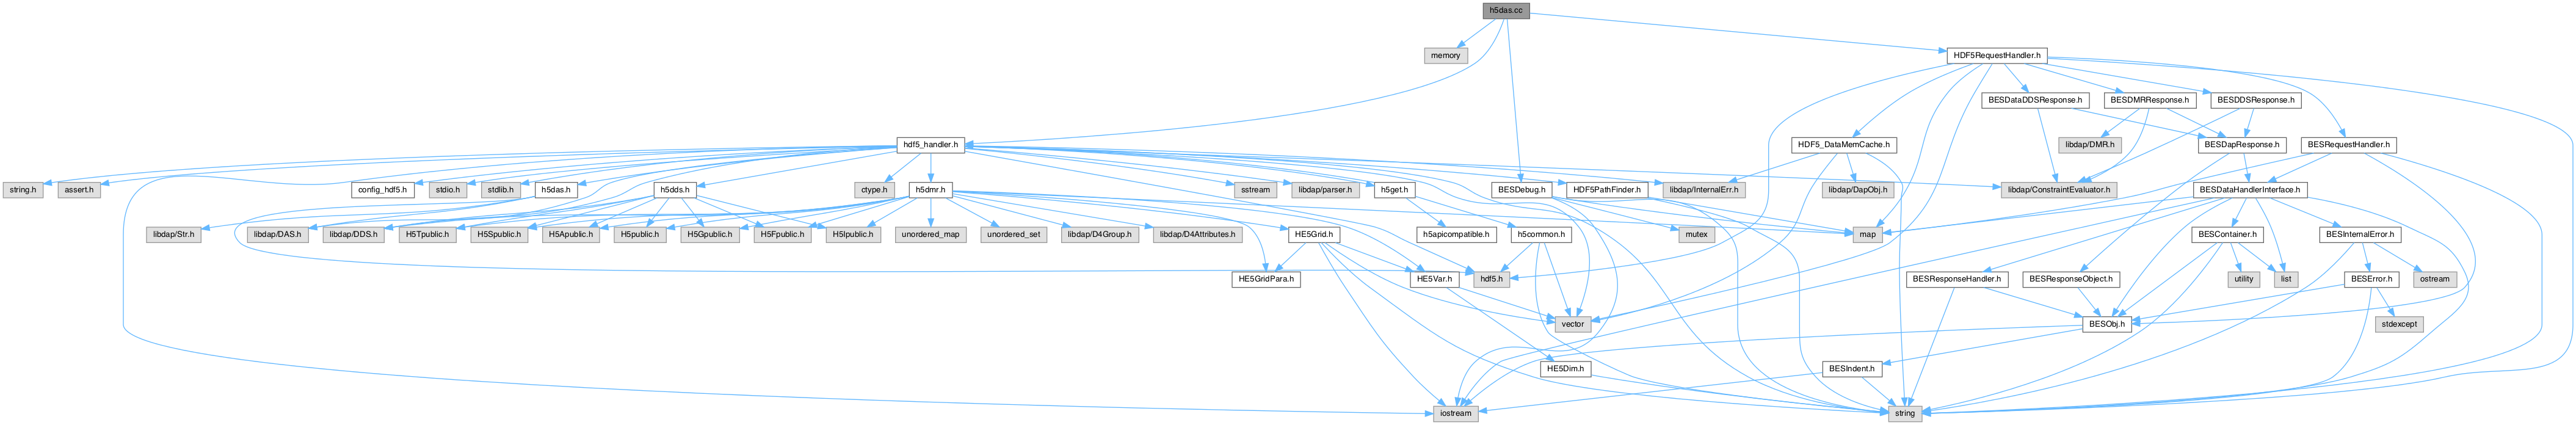 h5das.cc
memory
HDF5RequestHandler.h
BESDataDDSResponse.h
BESDMRResponse.h
BESDDSResponse.h
hdf5_handler.h
HDF5_DataMemCache.h
libdap/DMR.h
BESDapResponse.h
BESRequestHandler.h
string.h
assert.h
config_hdf5.h
stdio.h
stdlib.h
h5das.h
h5dds.h
ctype.h
h5dmr.h
sstream
libdap/parser.h
h5get.h
BESDebug.h
HDF5PathFinder.h
libdap/InternalErr.h
libdap/DapObj.h
libdap/ConstraintEvaluator.h
BESDataHandlerInterface.h
libdap/Str.h
libdap/DAS.h
libdap/DDS.h
H5Tpublic.h
H5Spublic.h
H5Apublic.h
H5public.h
H5Gpublic.h
H5Fpublic.h
H5Ipublic.h
unordered_map
unordered_set
libdap/D4Group.h
libdap/D4Attributes.h
HE5Grid.h
h5apicompatible.h
h5common.h
mutex
map
BESContainer.h
BESInternalError.h
HE5GridPara.h
HE5Var.h
hdf5.h
BESResponseHandler.h
BESResponseObject.h
utility
list
BESError.h
ostream
vector
BESObj.h
stdexcept
HE5Dim.h
BESIndent.h
iostream
string